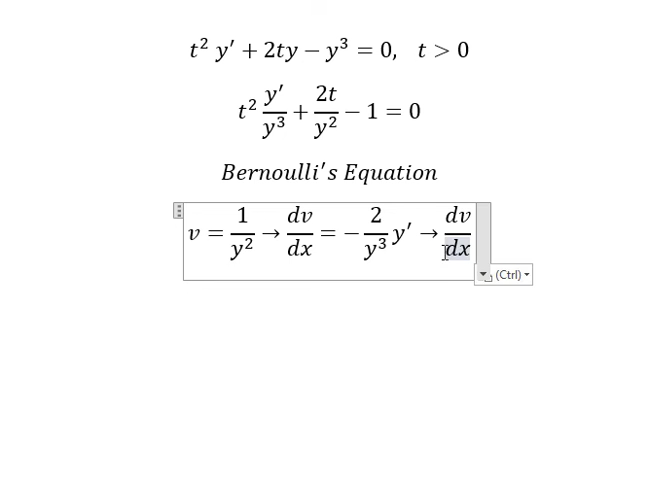 t² y′ + 2ty − y³ = 0,   t > 0
t² y′/y³ + 2t/y² − 1 = 0
Bernoulli′s Equation
v = 1/y² → dv/dx = − 2/y³ y′ → dv/dx
(Ctrl)